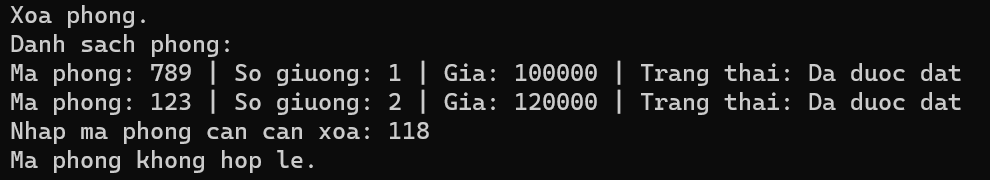 Xoa phong.
Danh sach phong:
Ma phong: 789 | So giuong: 1 | Gia: 100000 | Trang thai: Da duoc dat
Ma phong: 123 | So giuong: 2 | Gia: 120000 | Trang thai: Da duoc dat
Nhap ma phong can can xoa: 118
Ma phong khong hop le.